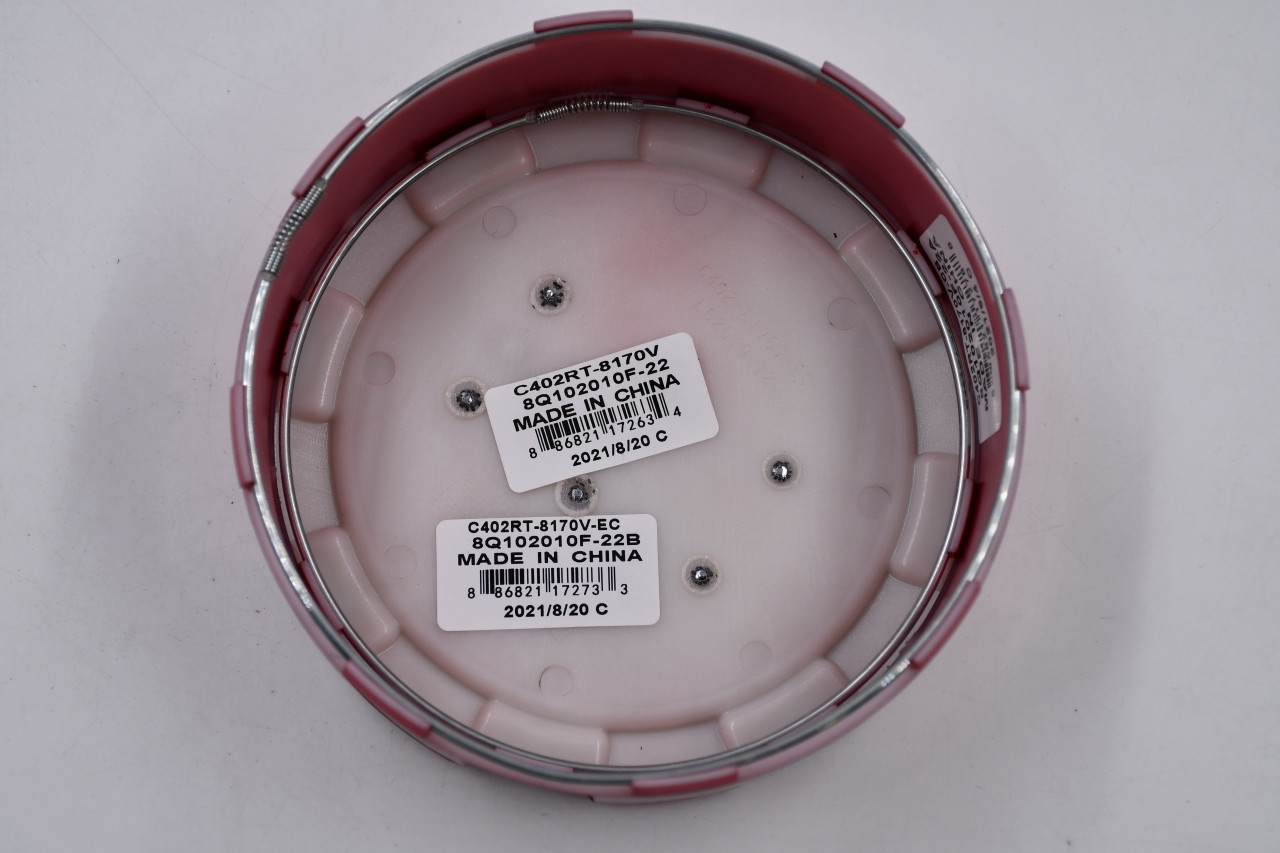 C402RT-8170V
8Q102010F-22
MADE IN CHINA
8 86821 17263 4
2021/8/20 C
C402RT-8170V-EC
8Q102010F-22B
MADE IN CHINA
8 86821 17273 3
2021/8/20 C